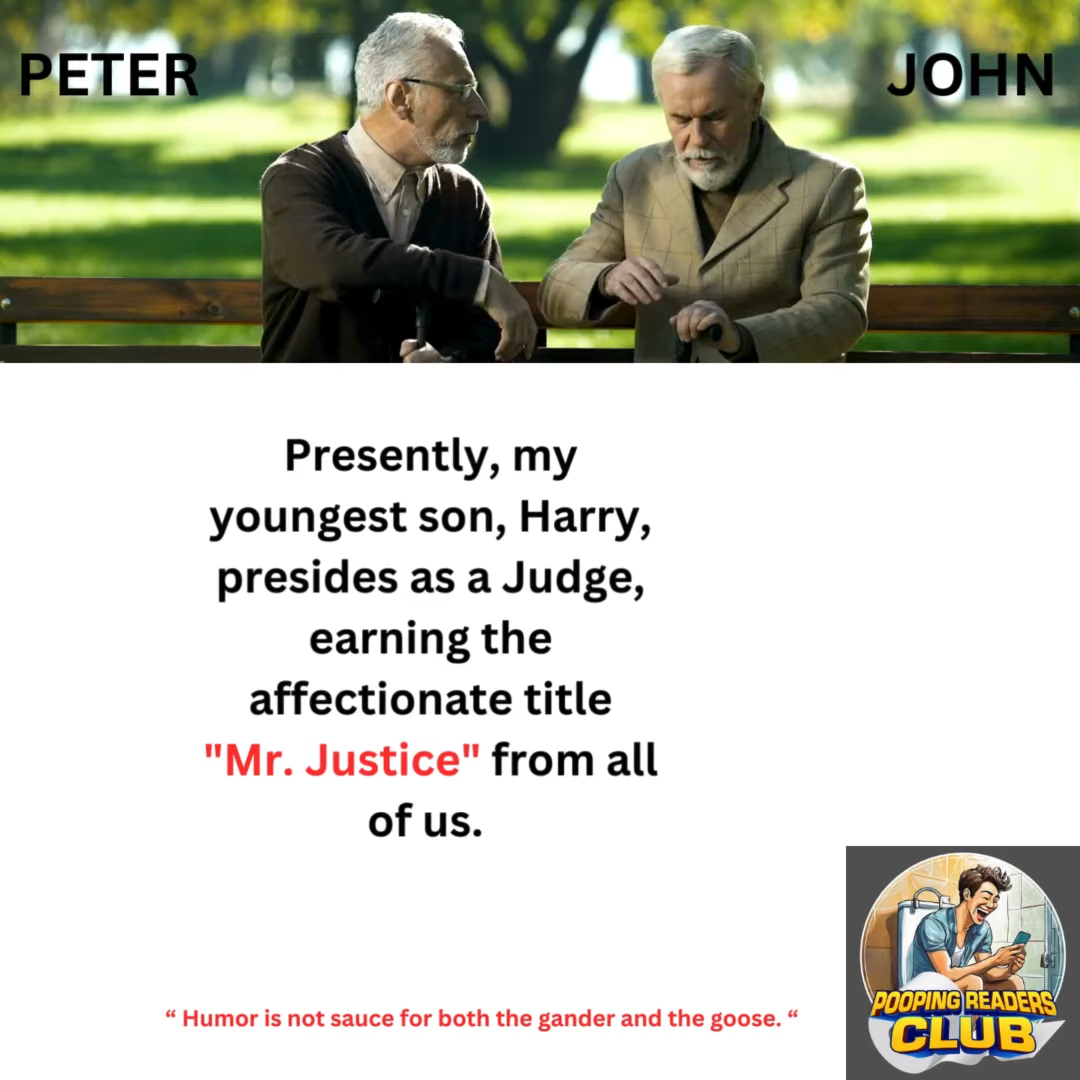 PETER
JOHN
Presently, my
youngest son, Harry,
presides as a Judge,
earning the
affectionate title
"Mr. Justice" from all
of us.
“ Humor is not sauce for both the gander and the goose. “
POOPING READERS
CLUB